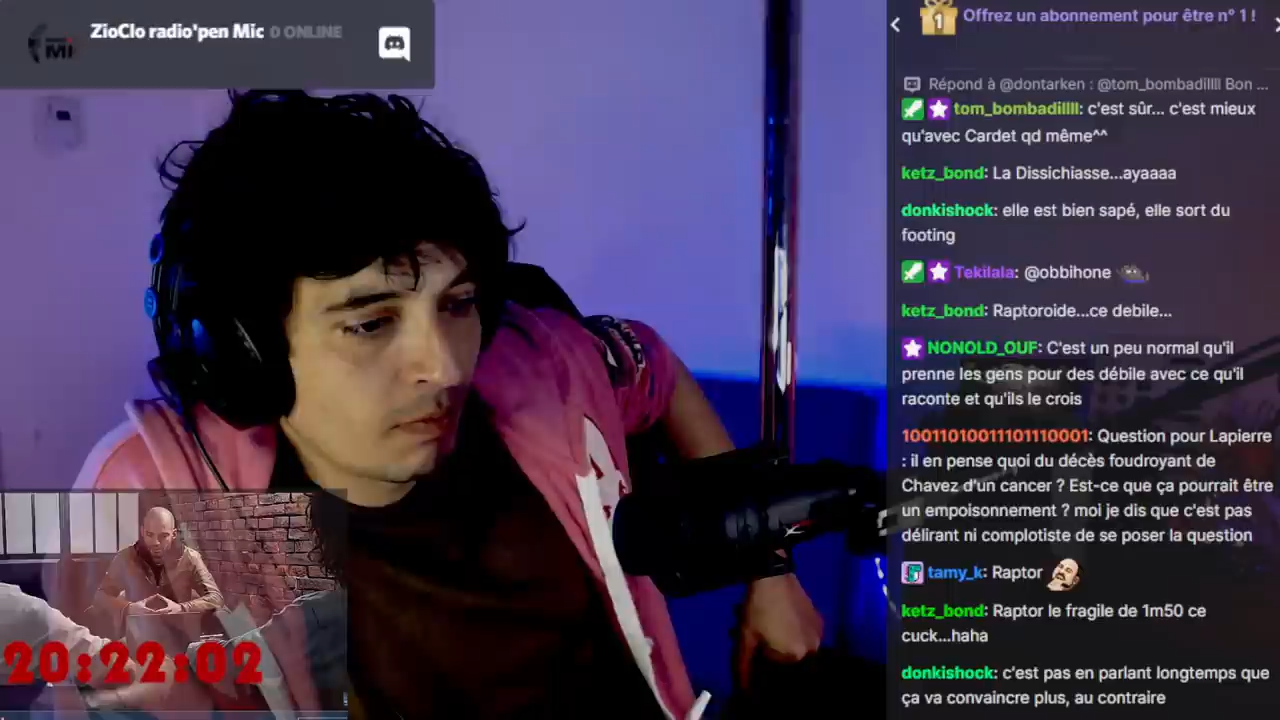 ZioClo radio'pen Mic 0 ONLINE
Mi
1 Offrez un abonnement pour être n° 1 !
Répond à @dontarken : @tom_bombadillll Bon ...
tom_bombadillll: c'est sûr... c'est mieux
qu'avec Cardet qd même^^
ketz_bond: La Dissichiasse...ayaaaa
donkishock: elle est bien sapé, elle sort du
footing
Tekilala: @obbihone
ketz_bond: Raptoroide...ce debile...
NONOLD_OUF: C'est un peu normal qu'il
prenne les gens pour des débile avec ce qu'il
raconte et qu'ils le crois
10011010011101110001: Question pour Lapierre
: il en pense quoi du décès foudroyant de
Chavez d'un cancer ? Est-ce que ça pourrait être
un empoisonnement ? moi je dis que c'est pas
délirant ni complotiste de se poser la question
tamy_k: Raptor
ketz_bond: Raptor le fragile de 1m50 ce
cuck...haha
donkishock: c'est pas en parlant longtemps que
ça va convaincre plus, au contraire
20:22:02